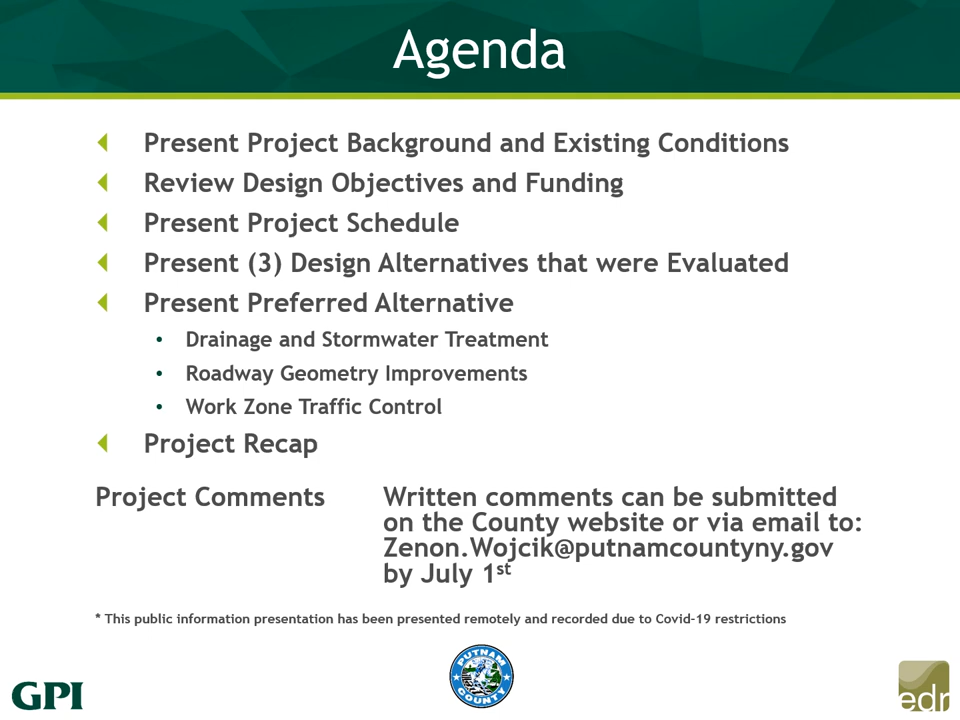 Agenda
Present Project Background and Existing Conditions
Review Design Objectives and Funding
Present Project Schedule
Present (3) Design Alternatives that were Evaluated
Present Preferred Alternative
• Drainage and Stormwater Treatment
• Roadway Geometry Improvements
• Work Zone Traffic Control
Project Recap
Project Comments Written comments can be submitted
on the County website or via email to:
Zenon.Wojcik@putnamcountyny.gov
by July 1st
* This public information presentation has been presented remotely and recorded due to Covid-19 restrictions
GPI
PUTNAM
COUNTY
edr